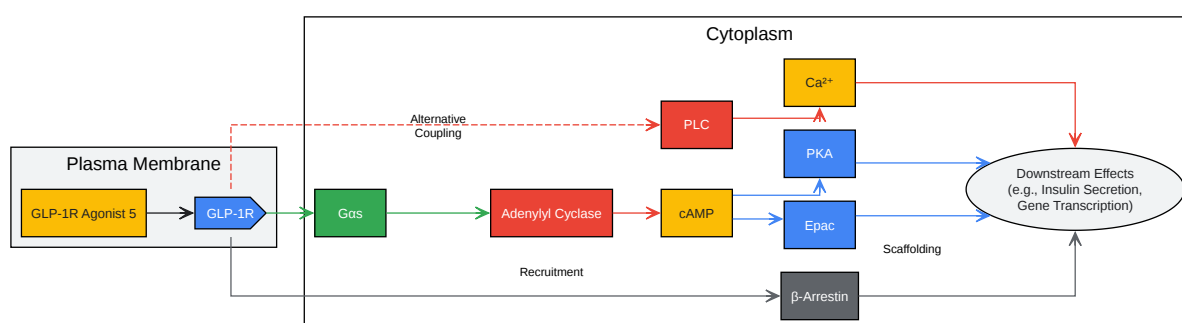 Cytoplasm
Ca²⁺
Alternative
Coupling
PLC
PKA
Plasma Membrane
Downstream Effects
(e.g., Insulin Secretion,
Gene Transcription)
GLP-1R Agonist 5
GLP-1R
Gαs
Adenylyl Cyclase
cAMP
Epac
Scaffolding
Recruitment
β-Arrestin